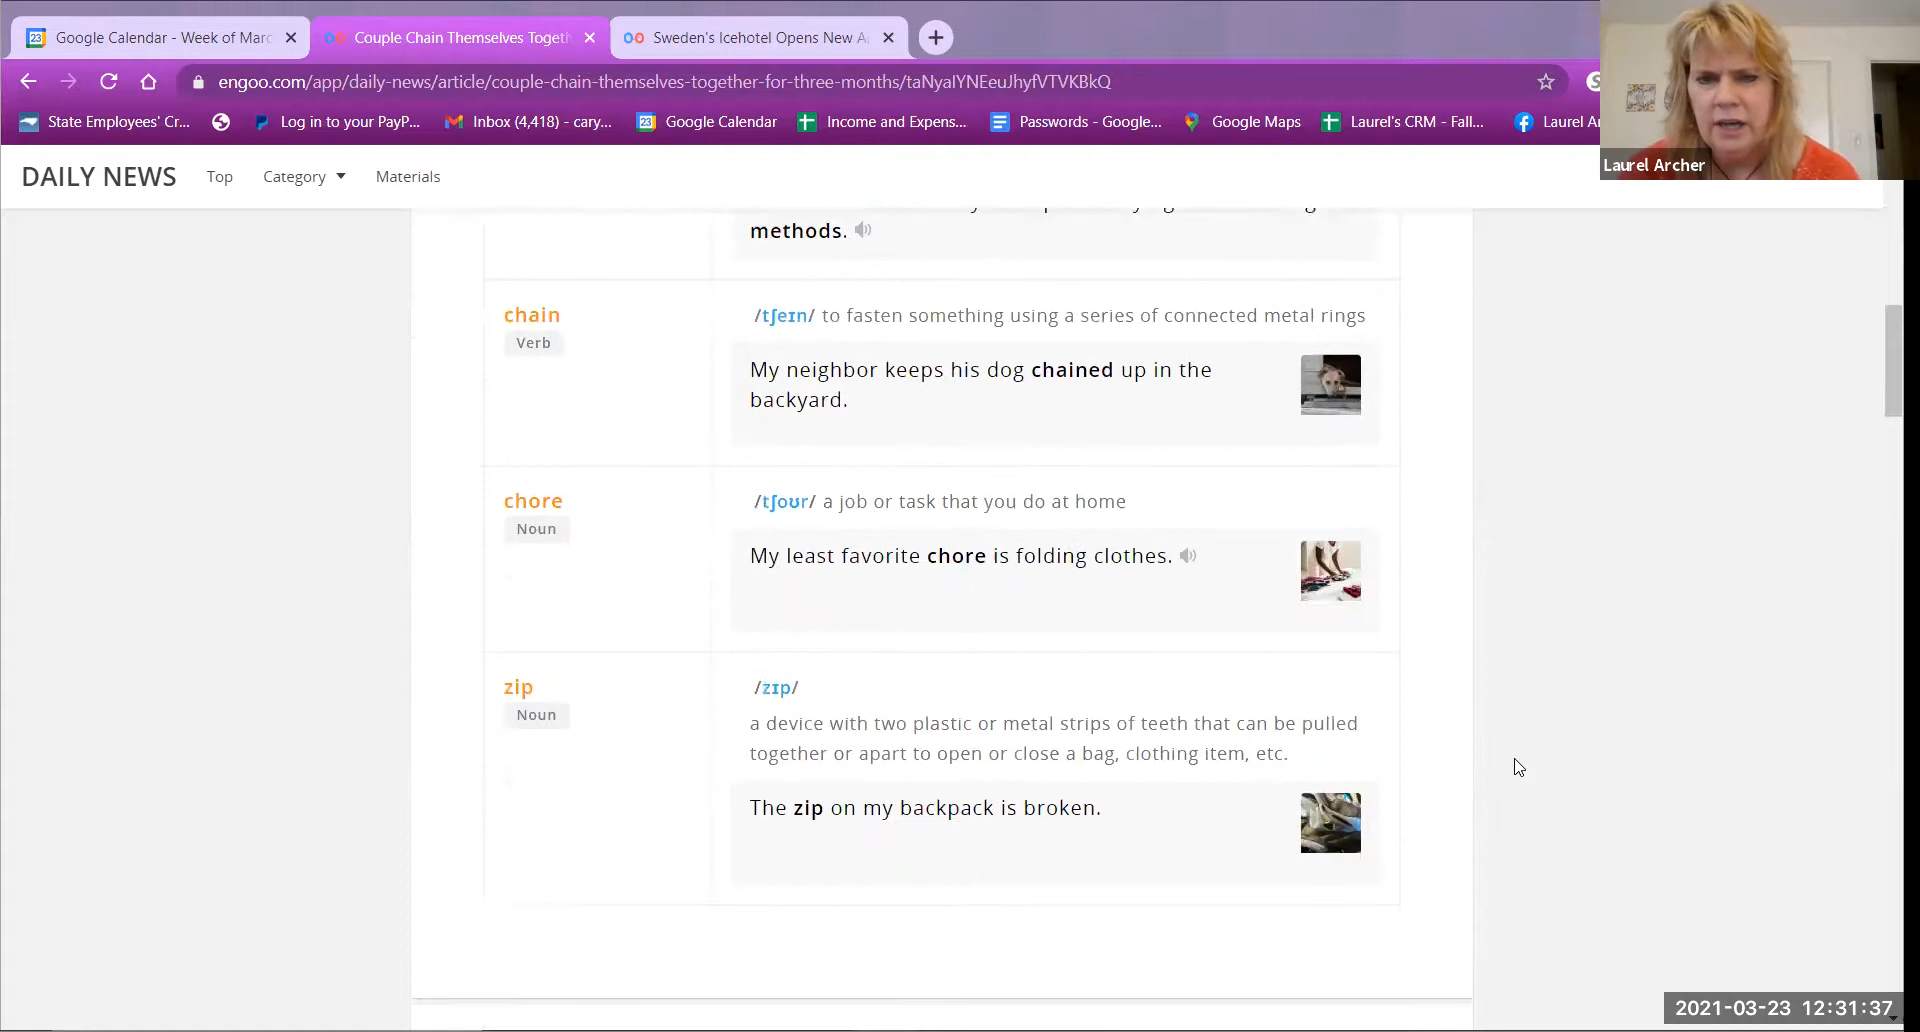 Google Calendar - Week of Marc
Couple Chain Themselves Togeth
Sweden's Icehotel Opens New A
engoo.com/app/daily-news/article/couple-chain-themselves-together-for-three-months/taNyaIYNEeuJhyfVTVKBkQ
State Employees' Cr...
Log in to your PayP...
Inbox (4,418) - cary...
Google Calendar
Income and Expens...
Passwords - Google...
Google Maps
Laurel's CRM - Fall...
Laurel Ar
Laurel Archer
DAILY NEWS Top Category Materials
methods.
chain
Verb
/tʃeɪn/ to fasten something using a series of connected metal rings
My neighbor keeps his dog chained up in the
backyard.
chore
Noun
/tʃoʊr/ a job or task that you do at home
My least favorite chore is folding clothes.
zip
Noun
/zɪp/
a device with two plastic or metal strips of teeth that can be pulled
together or apart to open or close a bag, clothing item, etc.
The zip on my backpack is broken.
2021-03-23 12:31:37